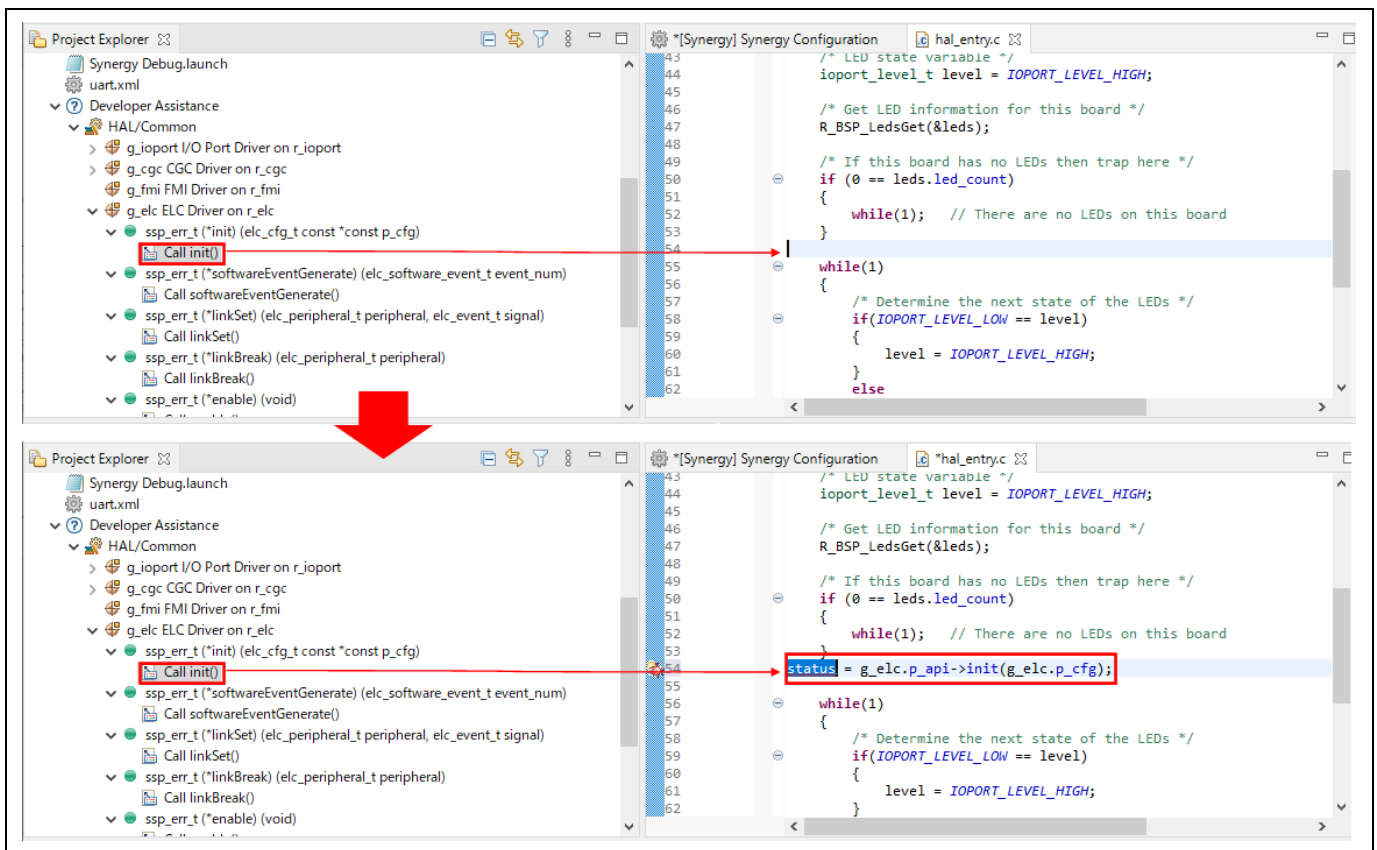 Project Explorer
Synergy Debug.launch
uart.xml
Developer Assistance
HAL/Common
g_ioport I/O Port Driver on r_ioport
g_cgc CGC Driver on r_cgc
g_fmi FMI Driver on r_fmi
g_elc ELC Driver on r_elc
ssp_err_t (*init) (elc_cfg_t const *const p_cfg)
Call init()
ssp_err_t (*softwareEventGenerate) (elc_software_event_t event_num)
Call softwareEventGenerate()
ssp_err_t (*linkSet) (elc_peripheral_t peripheral, elc_event_t signal)
Call linkSet()
ssp_err_t (*linkBreak) (elc_peripheral_t peripheral)
Call linkBreak()
ssp_err_t (*enable) (void)
*[Synergy] Synergy Configuration
hal_entry.c
43 /* LED state variable */
44 ioport_level_t level = IOPORT_LEVEL_HIGH;
45
46 /* Get LED information for this board */
47 R_BSP_LedsGet(&leds);
48
49 /* If this board has no LEDs then trap here */
50 if (0 == leds.led_count)
51 {
52 while(1); // There are no LEDs on this board
53 }
54
55 while(1)
56 {
57 /* Determine the next state of the LEDs */
58 if(IOPORT_LEVEL_LOW == level)
59 {
60 level = IOPORT_LEVEL_HIGH;
61 }
62 else
Project Explorer
Synergy Debug.launch
uart.xml
Developer Assistance
HAL/Common
g_ioport I/O Port Driver on r_ioport
g_cgc CGC Driver on r_cgc
g_fmi FMI Driver on r_fmi
g_elc ELC Driver on r_elc
ssp_err_t (*init) (elc_cfg_t const *const p_cfg)
Call init()
ssp_err_t (*softwareEventGenerate) (elc_software_event_t event_num)
Call softwareEventGenerate()
ssp_err_t (*linkSet) (elc_peripheral_t peripheral, elc_event_t signal)
Call linkSet()
ssp_err_t (*linkBreak) (elc_peripheral_t peripheral)
Call linkBreak()
ssp_err_t (*enable) (void)
*[Synergy] Synergy Configuration
*hal_entry.c
43 /* LED state variable */
44 ioport_level_t level = IOPORT_LEVEL_HIGH;
45
46 /* Get LED information for this board */
47 R_BSP_LedsGet(&leds);
48
49 /* If this board has no LEDs then trap here */
50 if (0 == leds.led_count)
51 {
52 while(1); // There are no LEDs on this board
53 }
54 status = g_elc.p_api->init(g_elc.p_cfg);
55
56 while(1)
57 {
58 /* Determine the next state of the LEDs */
59 if(IOPORT_LEVEL_LOW == level)
60 {
61 level = IOPORT_LEVEL_HIGH;
62 }